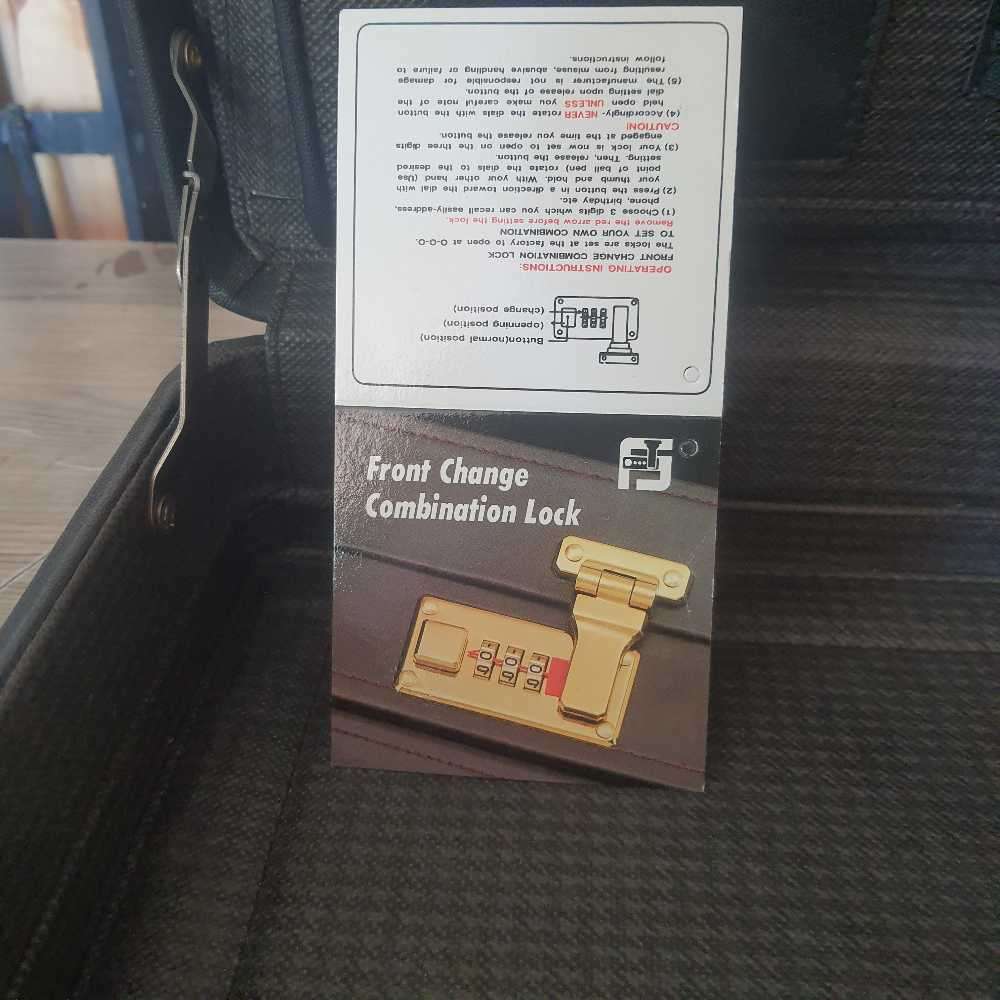 Front Change
Combination Lock
Button(normal position)
(openning position)
(change position)
OPERATING INSTRUCTIONS:
FRONT CHANGE COMBINATION LOCK
The locks are set at the factory to open at 0-0-0.
TO SET YOUR OWN COMBINATION
Remove the red arrow before setting the lock.
(1) Choose 3 digits which you can recall easily-address,
phone, birthday etc.
(2) Press the button in a direction toward the dial with
your thumb and hold. With your other hand (Use
point of ball pen) rotate the dials to the desired
setting. Then, release the button.
(3) Your lock is now set to open on the three digits
engaged at the time you release the button.
CAUTION!
(4) Accordingly- NEVER rotate the dials with the button
held open UNLESS you make careful note of the
dial setting upon release of the button.
(5) The manufacturer is not responsible for damage
resulting from misuse, abusive handling or failure to
follow instructions.